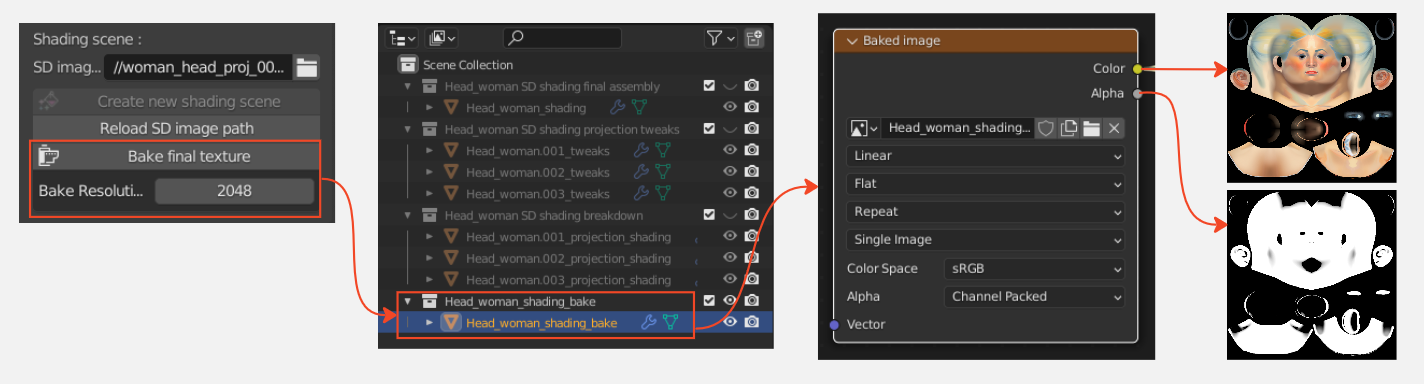 Shading scene :
SD imag... //woman_head_proj_00...
Create new shading scene
Reload SD image path
Bake final texture
Bake Resoluti... 2048
Scene Collection
Head_woman SD shading final assembly
Head_woman_shading
Head_woman SD shading projection tweaks
Head_woman.001_tweaks
Head_woman.002_tweaks
Head_woman.003_tweaks
Head_woman SD shading breakdown
Head_woman.001_projection_shading
Head_woman.002_projection_shading
Head_woman.003_projection_shading
Head_woman_shading_bake
Head_woman_shading_bake
Baked image
Color
Alpha
Head_woman_shading...
Linear
Flat
Repeat
Single Image
Color Space sRGB
Alpha Channel Packed
Vector